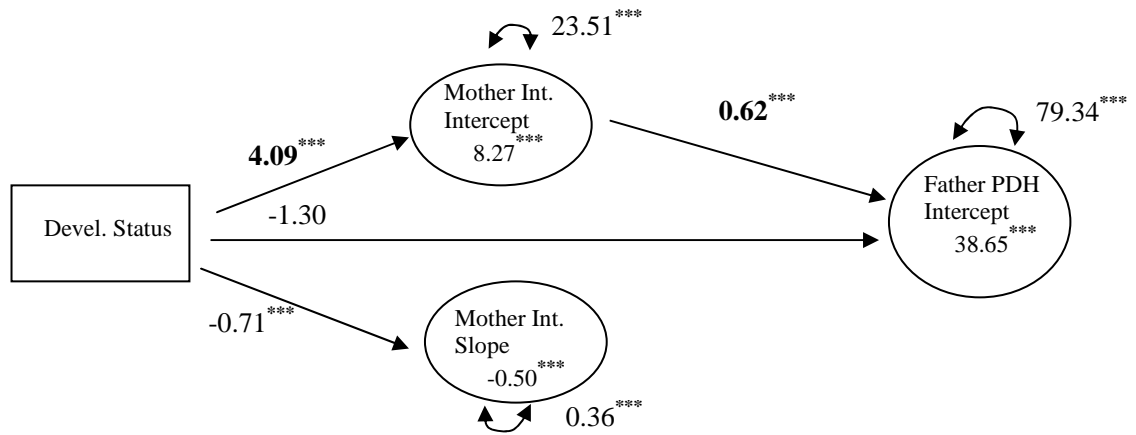 23.51***
Mother Int.
Intercept
8.27***
0.62***
79.34***
4.09***
Father PDH
Intercept
38.65***
-1.30
Devel. Status
-0.71***
Mother Int.
Slope
-0.50***
0.36***